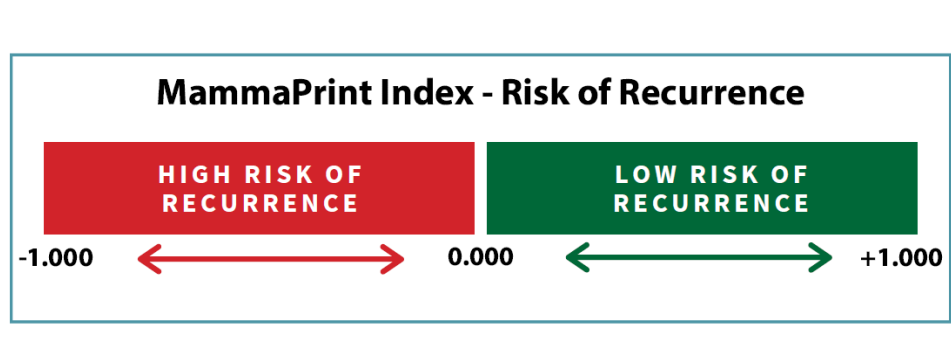 MammaPrint Index - Risk of Recurrence
HIGH RISK OF
RECURRENCE
LOW RISK OF
RECURRENCE
-1.000
0.000
+1.000